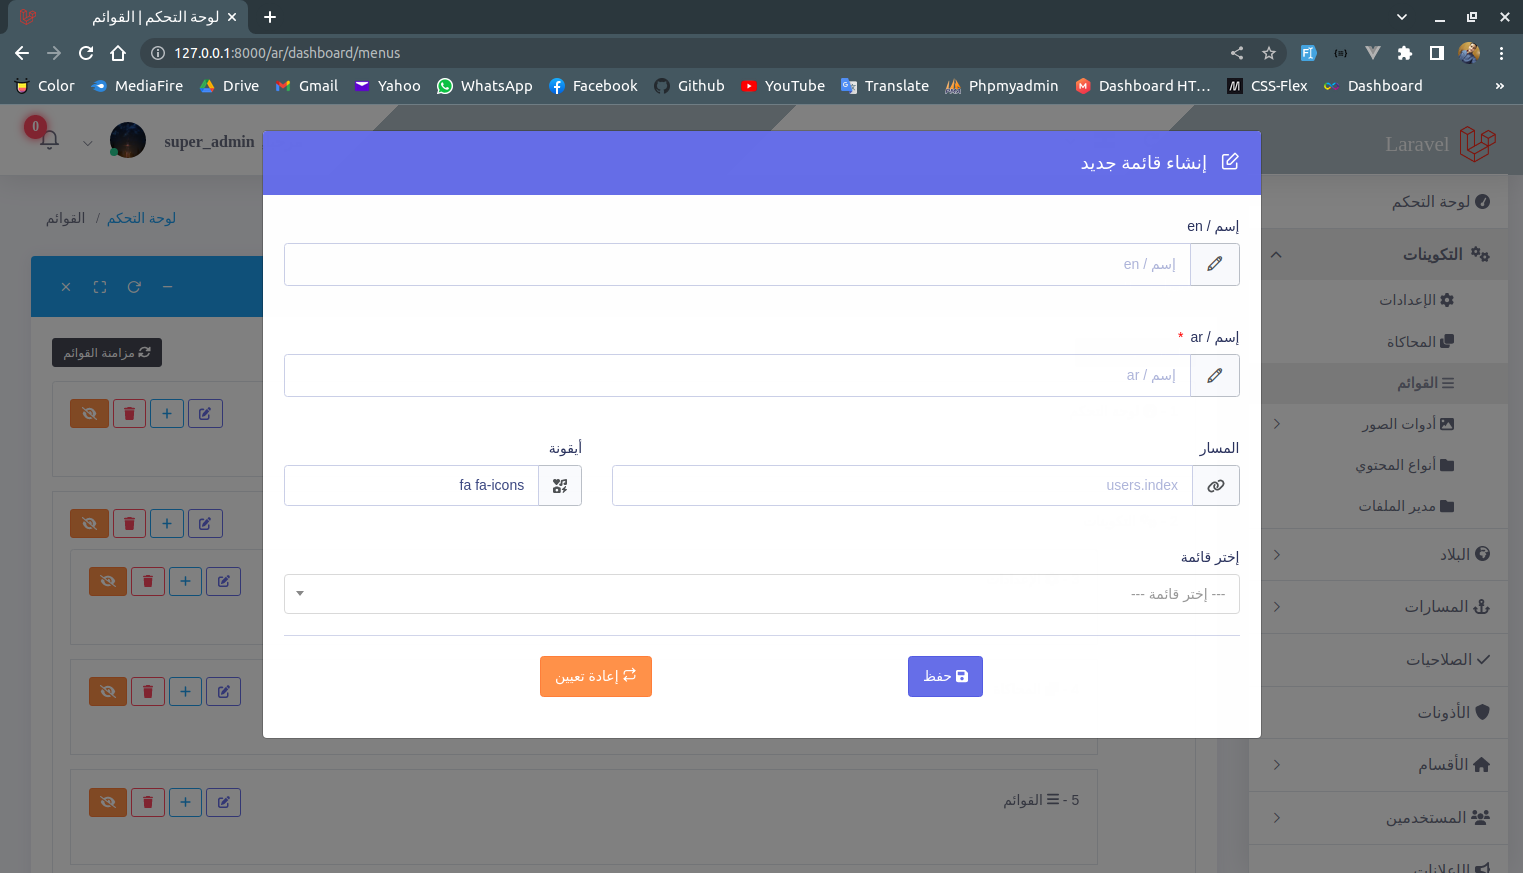 لوحة التحكم | القوائم
127.0.0.1:8000/ar/dashboard/menus
Color MediaFire Drive Gmail Yahoo WhatsApp Facebook Github YouTube Translate Phpmyadmin Dashboard HT... CSS-Flex Dashboard »
0
super_admin
Laravel
لوحة التحكم / القوائم
مزامنة القوائم
إنشاء قائمة جديد
إسم / en
إسم / en
إسم / ar *
إسم / ar
المسار
users.index
أيقونة
fa fa-icons
إختر قائمة
--- إختر قائمة ---
حفظ
إعادة تعيين
5 - القوائم
لوحة التحكم
التكوينات
الإعدادات
المحاكاة
القوائم
أدوات الصور
أنواع المحتوي
مدير الملفات
البلاد
المسارات
الصلاحيات
الأذونات
الأقسام
المستخدمين
الإعلانات